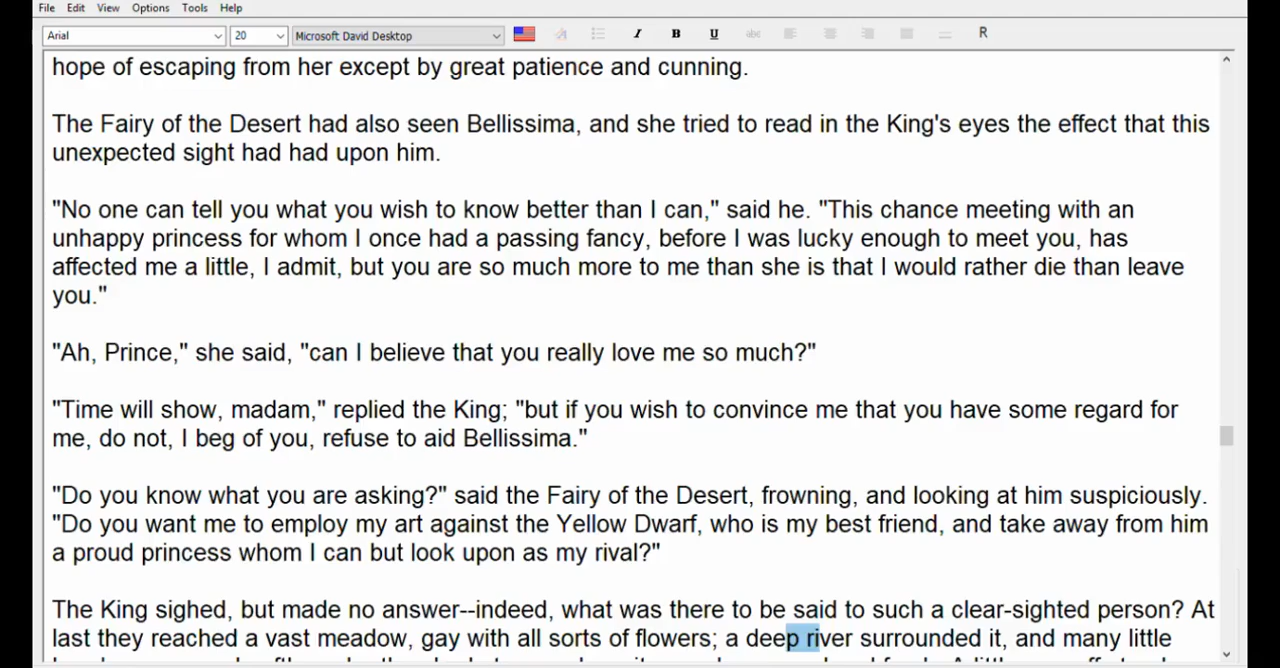 File Edit View Options Tools Help
Arial 20 Microsoft David Desktop I B U abc R
hope of escaping from her except by great patience and cunning.
The Fairy of the Desert had also seen Bellissima, and she tried to read in the King's eyes the effect that this
unexpected sight had had upon him.
"No one can tell you what you wish to know better than I can," said he. "This chance meeting with an
unhappy princess for whom I once had a passing fancy, before I was lucky enough to meet you, has
affected me a little, I admit, but you are so much more to me than she is that I would rather die than leave
you."
"Ah, Prince," she said, "can I believe that you really love me so much?"
"Time will show, madam," replied the King; "but if you wish to convince me that you have some regard for
me, do not, I beg of you, refuse to aid Bellissima."
"Do you know what you are asking?" said the Fairy of the Desert, frowning, and looking at him suspiciously.
"Do you want me to employ my art against the Yellow Dwarf, who is my best friend, and take away from him
a proud princess whom I can but look upon as my rival?"
The King sighed, but made no answer--indeed, what was there to be said to such a clear-sighted person? At
last they reached a vast meadow, gay with all sorts of flowers; a deep river surrounded it, and many little